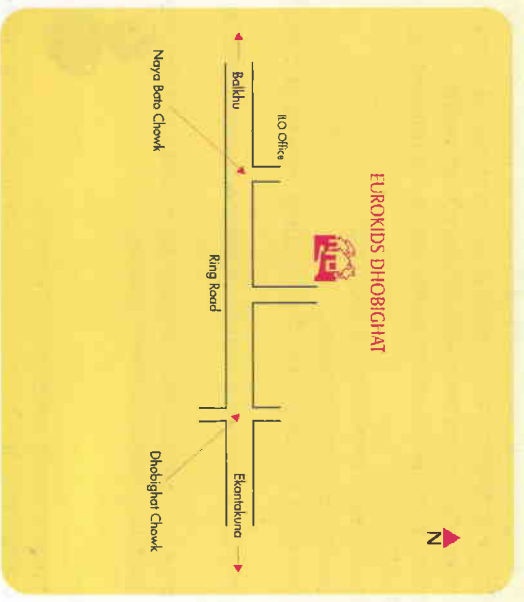 N
EUROKIDS DHOBIGHAT
ILO Office
Balkhu
Ekantakuna
Ring Road
Naya Bato Chowk
Dhobighat Chowk